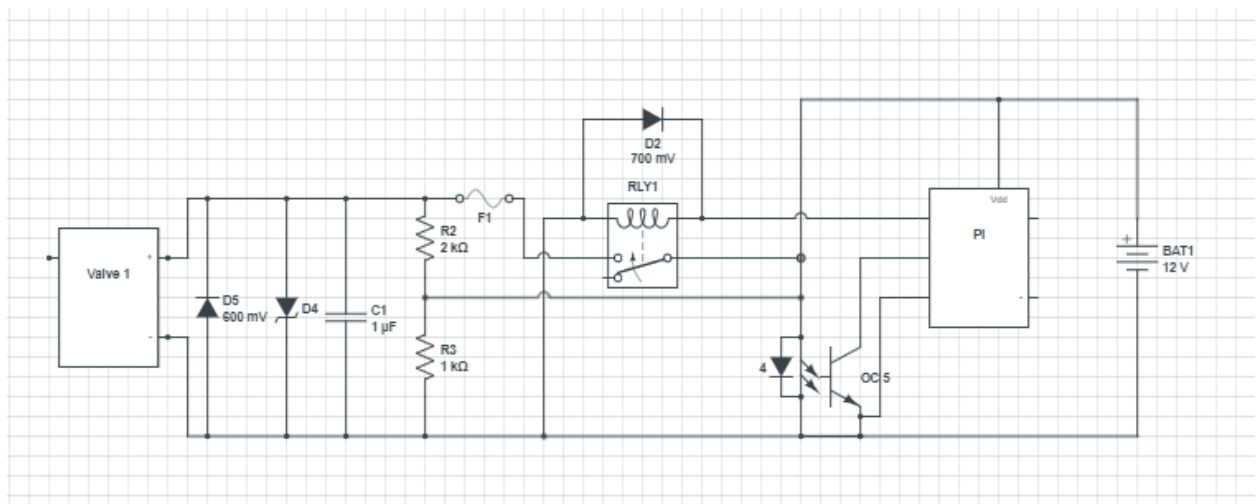 D2
700 mV
RLY1
F1
Vdd
PI
+
BAT1
12 V
R2
2 kΩ
Valve 1
+
-
D5
600 mV
D4
C1
1 µF
-
R3
1 kΩ
4
OC 5